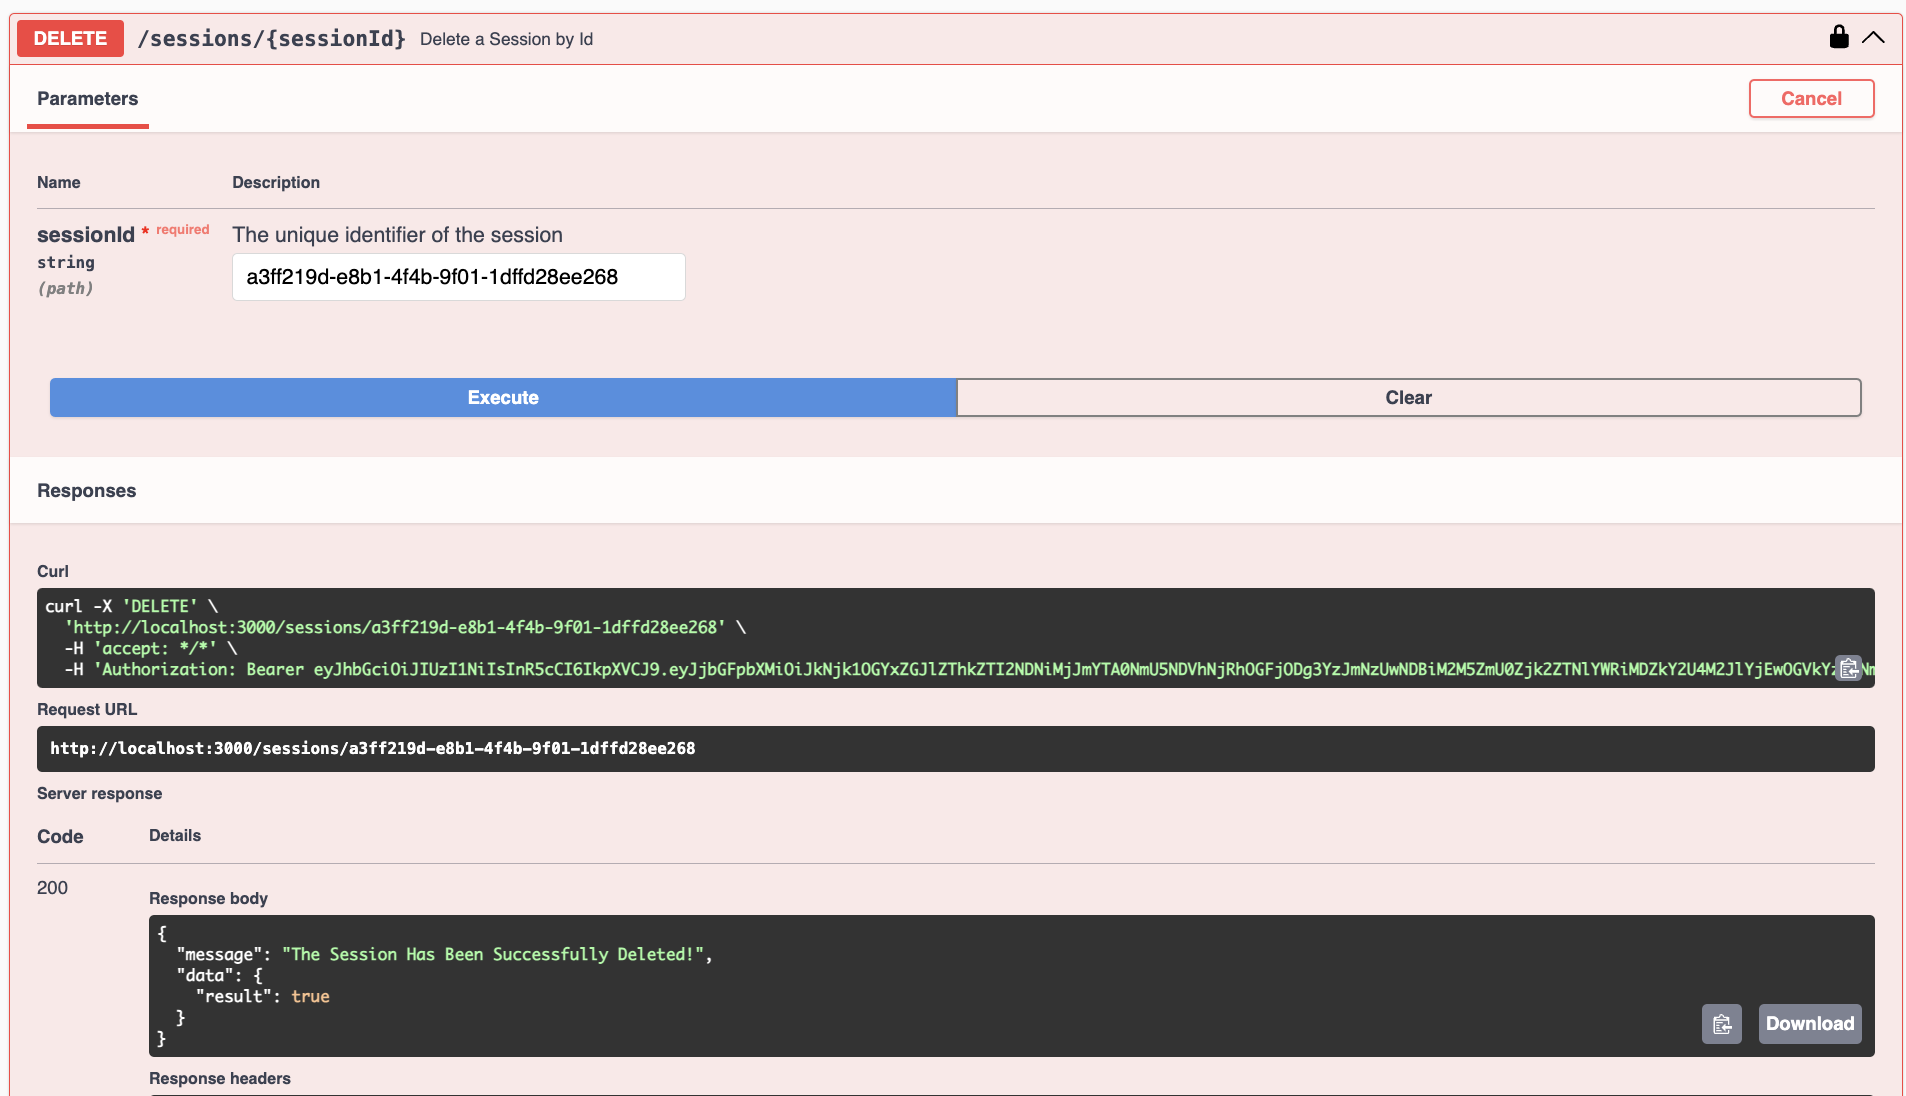 DELETE /sessions/{sessionId} Delete a Session by Id
Parameters
Cancel
Name Description
sessionId * required The unique identifier of the session
string
a3ff219d-e8b1-4f4b-9f01-1dffd28ee268
(path)
Execute Clear
Responses
Curl
curl -X 'DELETE' \
'http://localhost:3000/sessions/a3ff219d-e8b1-4f4b-9f01-1dffd28ee268' \
-H 'accept: */*' \
-H 'Authorization: Bearer
Request URL
http://localhost:3000/sessions/a3ff219d-e8b1-4f4b-9f01-1dffd28ee268
Server response
Code Details
200
Response body
{
"message": "The Session Has Been Successfully Deleted!",
"data": {
"result": true
}
}
Download
Response headers